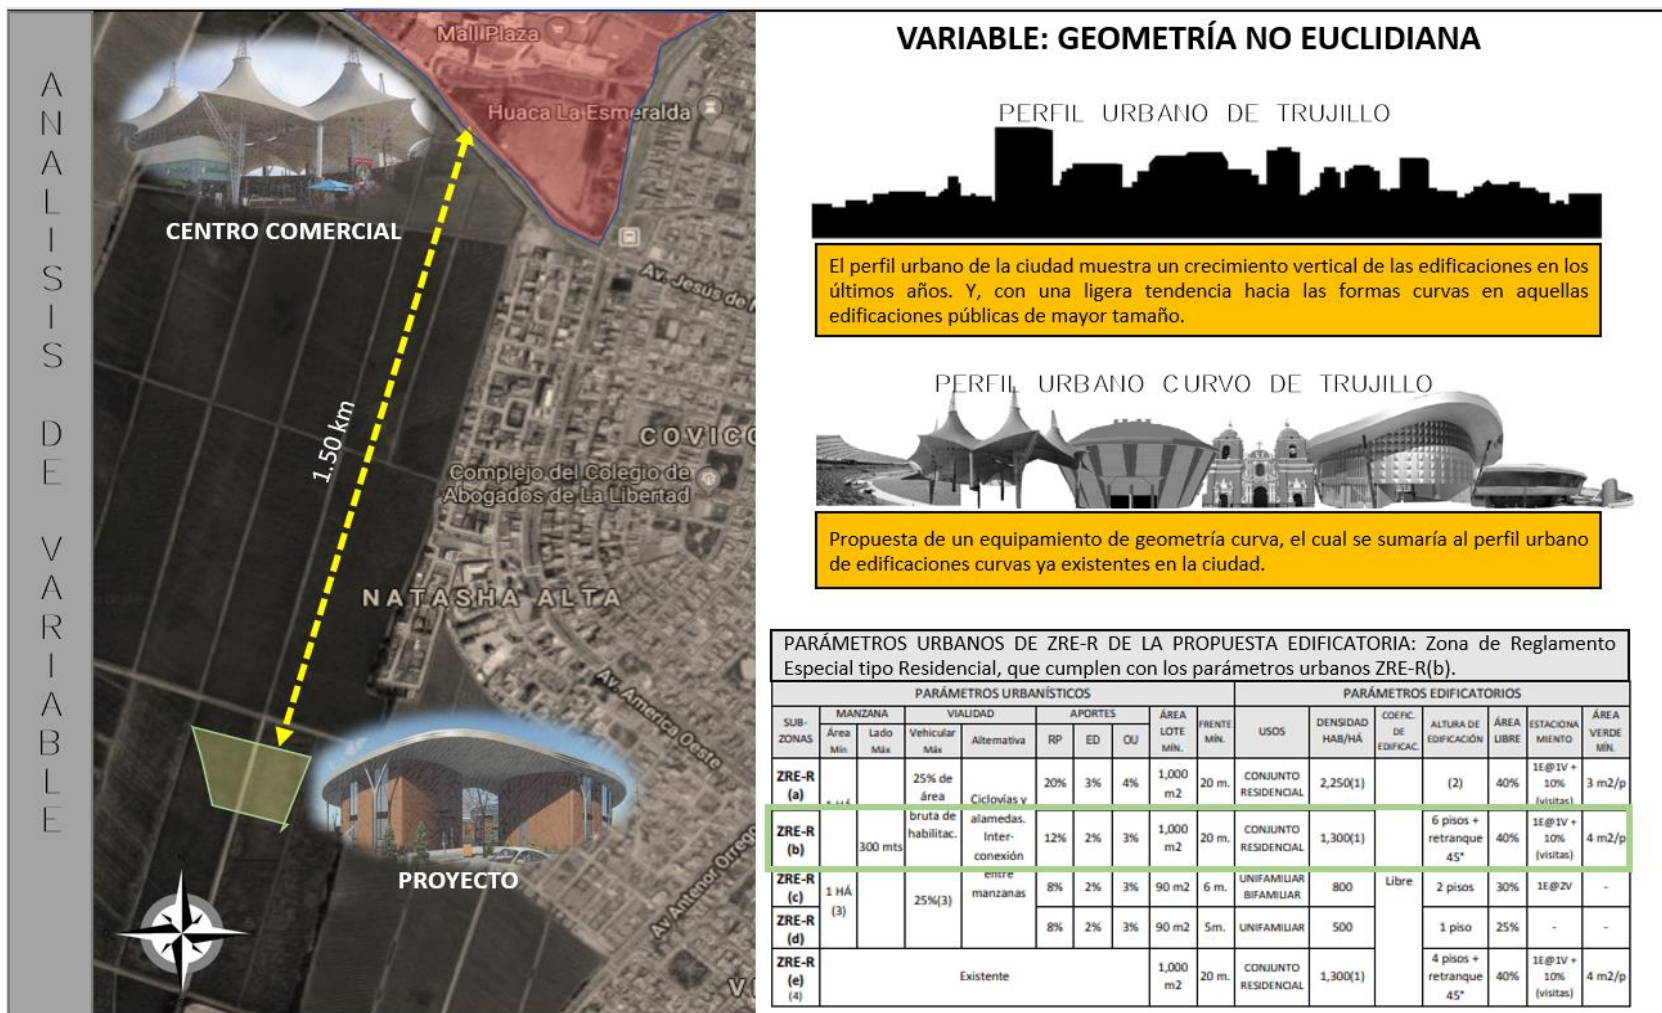 ANALISIS DE VARIABLE
Mall Plaza
Huaca La Esmeralda
CENTRO COMERCIAL
Av. Jesús de
1.50 km
COVICO
Complejo del Colegio de
Abogados de La Libertad
NATASHA ALTA
Av. America Oeste
Av Antenor Orrego
PROYECTO
VARIABLE: GEOMETRÍA NO EUCLIDIANA
PERFIL URBANO DE TRUJILLO
El perfil urbano de la ciudad muestra un crecimiento vertical de las edificaciones en los
últimos años. Y, con una ligera tendencia hacia las formas curvas en aquellas
edificaciones públicas de mayor tamaño.
PERFIL URBANO CURVO DE TRUJILLO
Propuesta de un equipamiento de geometría curva, el cual se sumaría al perfil urbano
de edificaciones curvas ya existentes en la ciudad.
PARÁMETROS URBANOS DE ZRE-R DE LA PROPUESTA EDIFICATORIA: Zona de Reglamento
Especial tipo Residencial, que cumplen con los parámetros urbanos ZRE-R(b).
PARÁMETROS URBANÍSTICOS PARÁMETROS EDIFICATORIOS
SUB-ZONAS MANZANA VIALIDAD APORTES ÁREA LOTE MÍN. FRENTE MÍN. USOS DENSIDAD HAB/HÁ COEFIC. DE EDIFICAC. ALTURA DE EDIFICACIÓN ÁREA LIBRE ESTACIONA MIENTO ÁREA VERDE MÍN.
Área Mín Lado Máx Vehicular Máx Alternativa RP ED OU
ZRE-R (a) 1 HÁ 25% de área bruta de habilitac. Ciclovías y alamedas. Inter-conexión entre manzanas 20% 3% 4% 1,000 m2 20 m. CONJUNTO RESIDENCIAL 2,250(1) (2) 40% 1E@1V + 10% (visitas) 3 m2/p
ZRE-R (b) 300 mts 12% 2% 3% 1,000 m2 20 m. CONJUNTO RESIDENCIAL 1,300(1) 6 pisos + retranque 45° 40% 1E@1V + 10% (visitas) 4 m2/p
ZRE-R (c) 1 HÁ (3) 25%(3) 8% 2% 3% 90 m2 6 m. UNIFAMILIAR BIFAMILIAR 800 Libre 2 pisos 30% 1E@2V -
ZRE-R (d) 8% 2% 3% 90 m2 5m. UNIFAMILIAR 500 1 piso 25% - -
ZRE-R (e) (4) Existente 1,000 m2 20 m. CONJUNTO RESIDENCIAL 1,300(1) 4 pisos + retranque 45° 40% 1E@1V + 10% (visitas) 4 m2/p